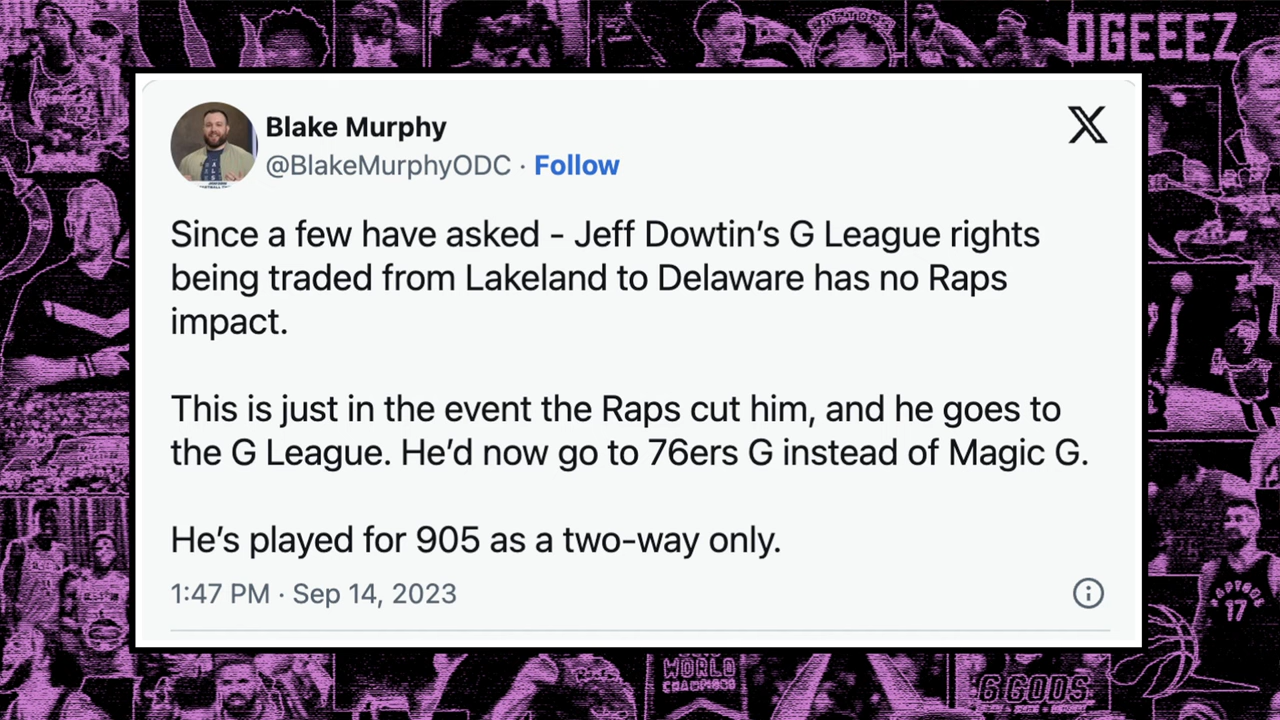 OGEEEZ
Blake Murphy
@BlakeMurphyODC · Follow
Since a few have asked - Jeff Dowtin’s G League rights
being traded from Lakeland to Delaware has no Raps
impact.
This is just in the event the Raps cut him, and he goes to
the G League. He’d now go to 76ers G instead of Magic G.
He’s played for 905 as a two-way only.
1:47 PM · Sep 14, 2023
RAPTORS
17
WORLD
CHAMPIONS
6 GODS